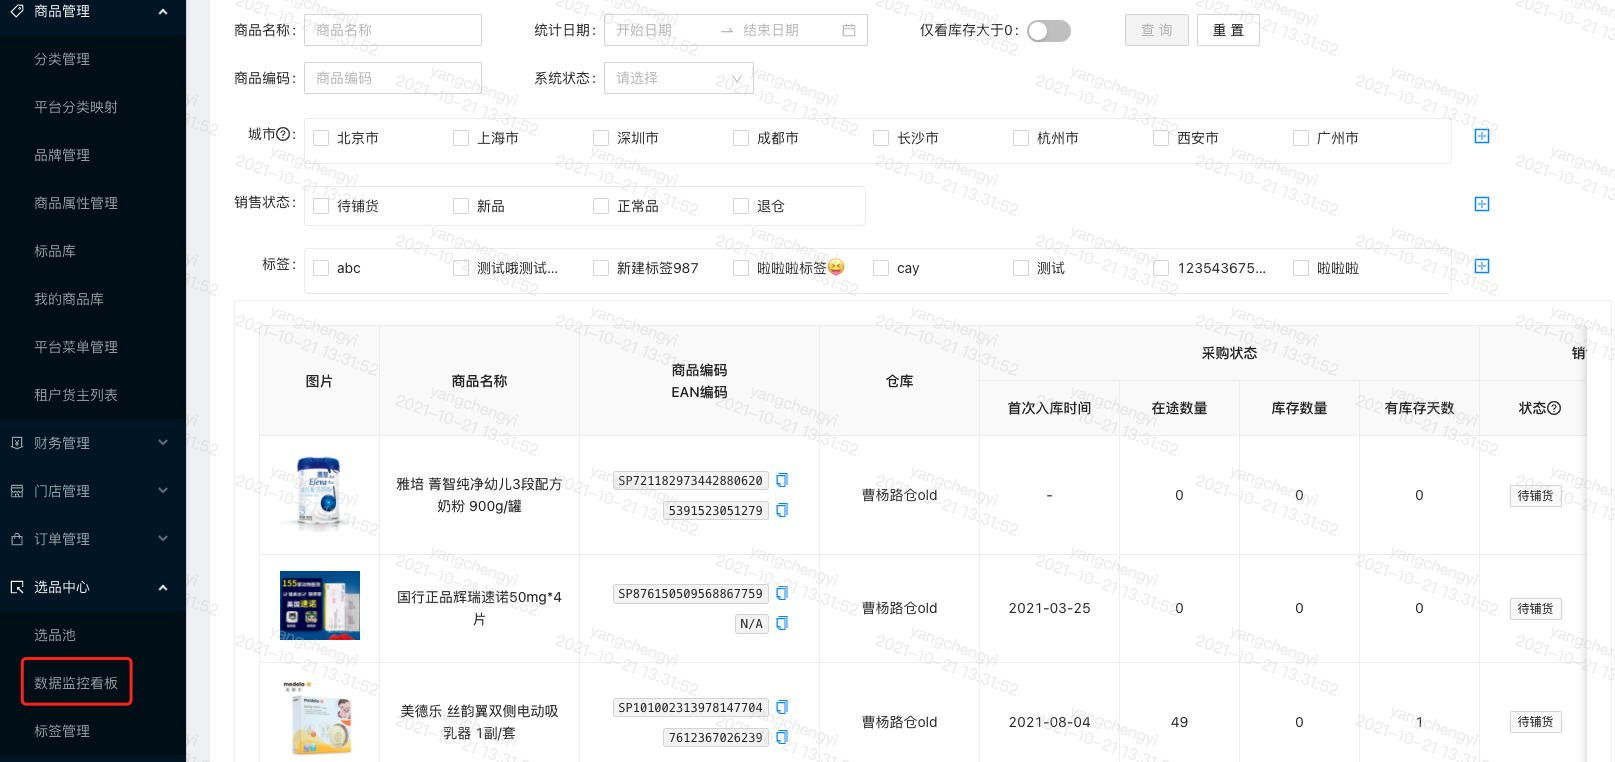 商品管理
分类管理
平台分类映射
品牌管理
商品属性管理
标品库
我的商品库
平台菜单管理
租户货主列表
财务管理
门店管理
订单管理
选品中心
选品池
数据监控看板
标签管理
商品名称: 商品名称 统计日期: 开始日期 → 结束日期 仅看库存大于0: 查 询 重 置
商品编码: 商品编码 系统状态: 请选择
城市?: 北京市 上海市 深圳市 成都市 长沙市 杭州市 西安市 广州市
销售状态: 待铺货 新品 正常品 退仓
标签: abc 测试哦测试... 新建标签987 啦啦啦标签😝 cay 测试 123543675... 啦啦啦
图片 商品名称 商品编码 EAN编码 仓库 采购状态
首次入库时间 在途数量 库存数量 有库存天数 状态?
雅培 菁智纯净幼儿3段配方奶粉 900g/罐 SP721182973442880620 5391523051279 曹杨路仓old - 0 0 0 待铺货
国行正品辉瑞速诺50mg*4片 SP876150509568867759 N/A 曹杨路仓old 2021-03-25 0 0 0 待铺货
美德乐 丝韵翼双侧电动吸乳器 1副/套 SP101002313978147704 7612367026239 曹杨路仓old 2021-08-04 49 0 1 待铺货
yangchengyi
2021-10-21 13:31:52